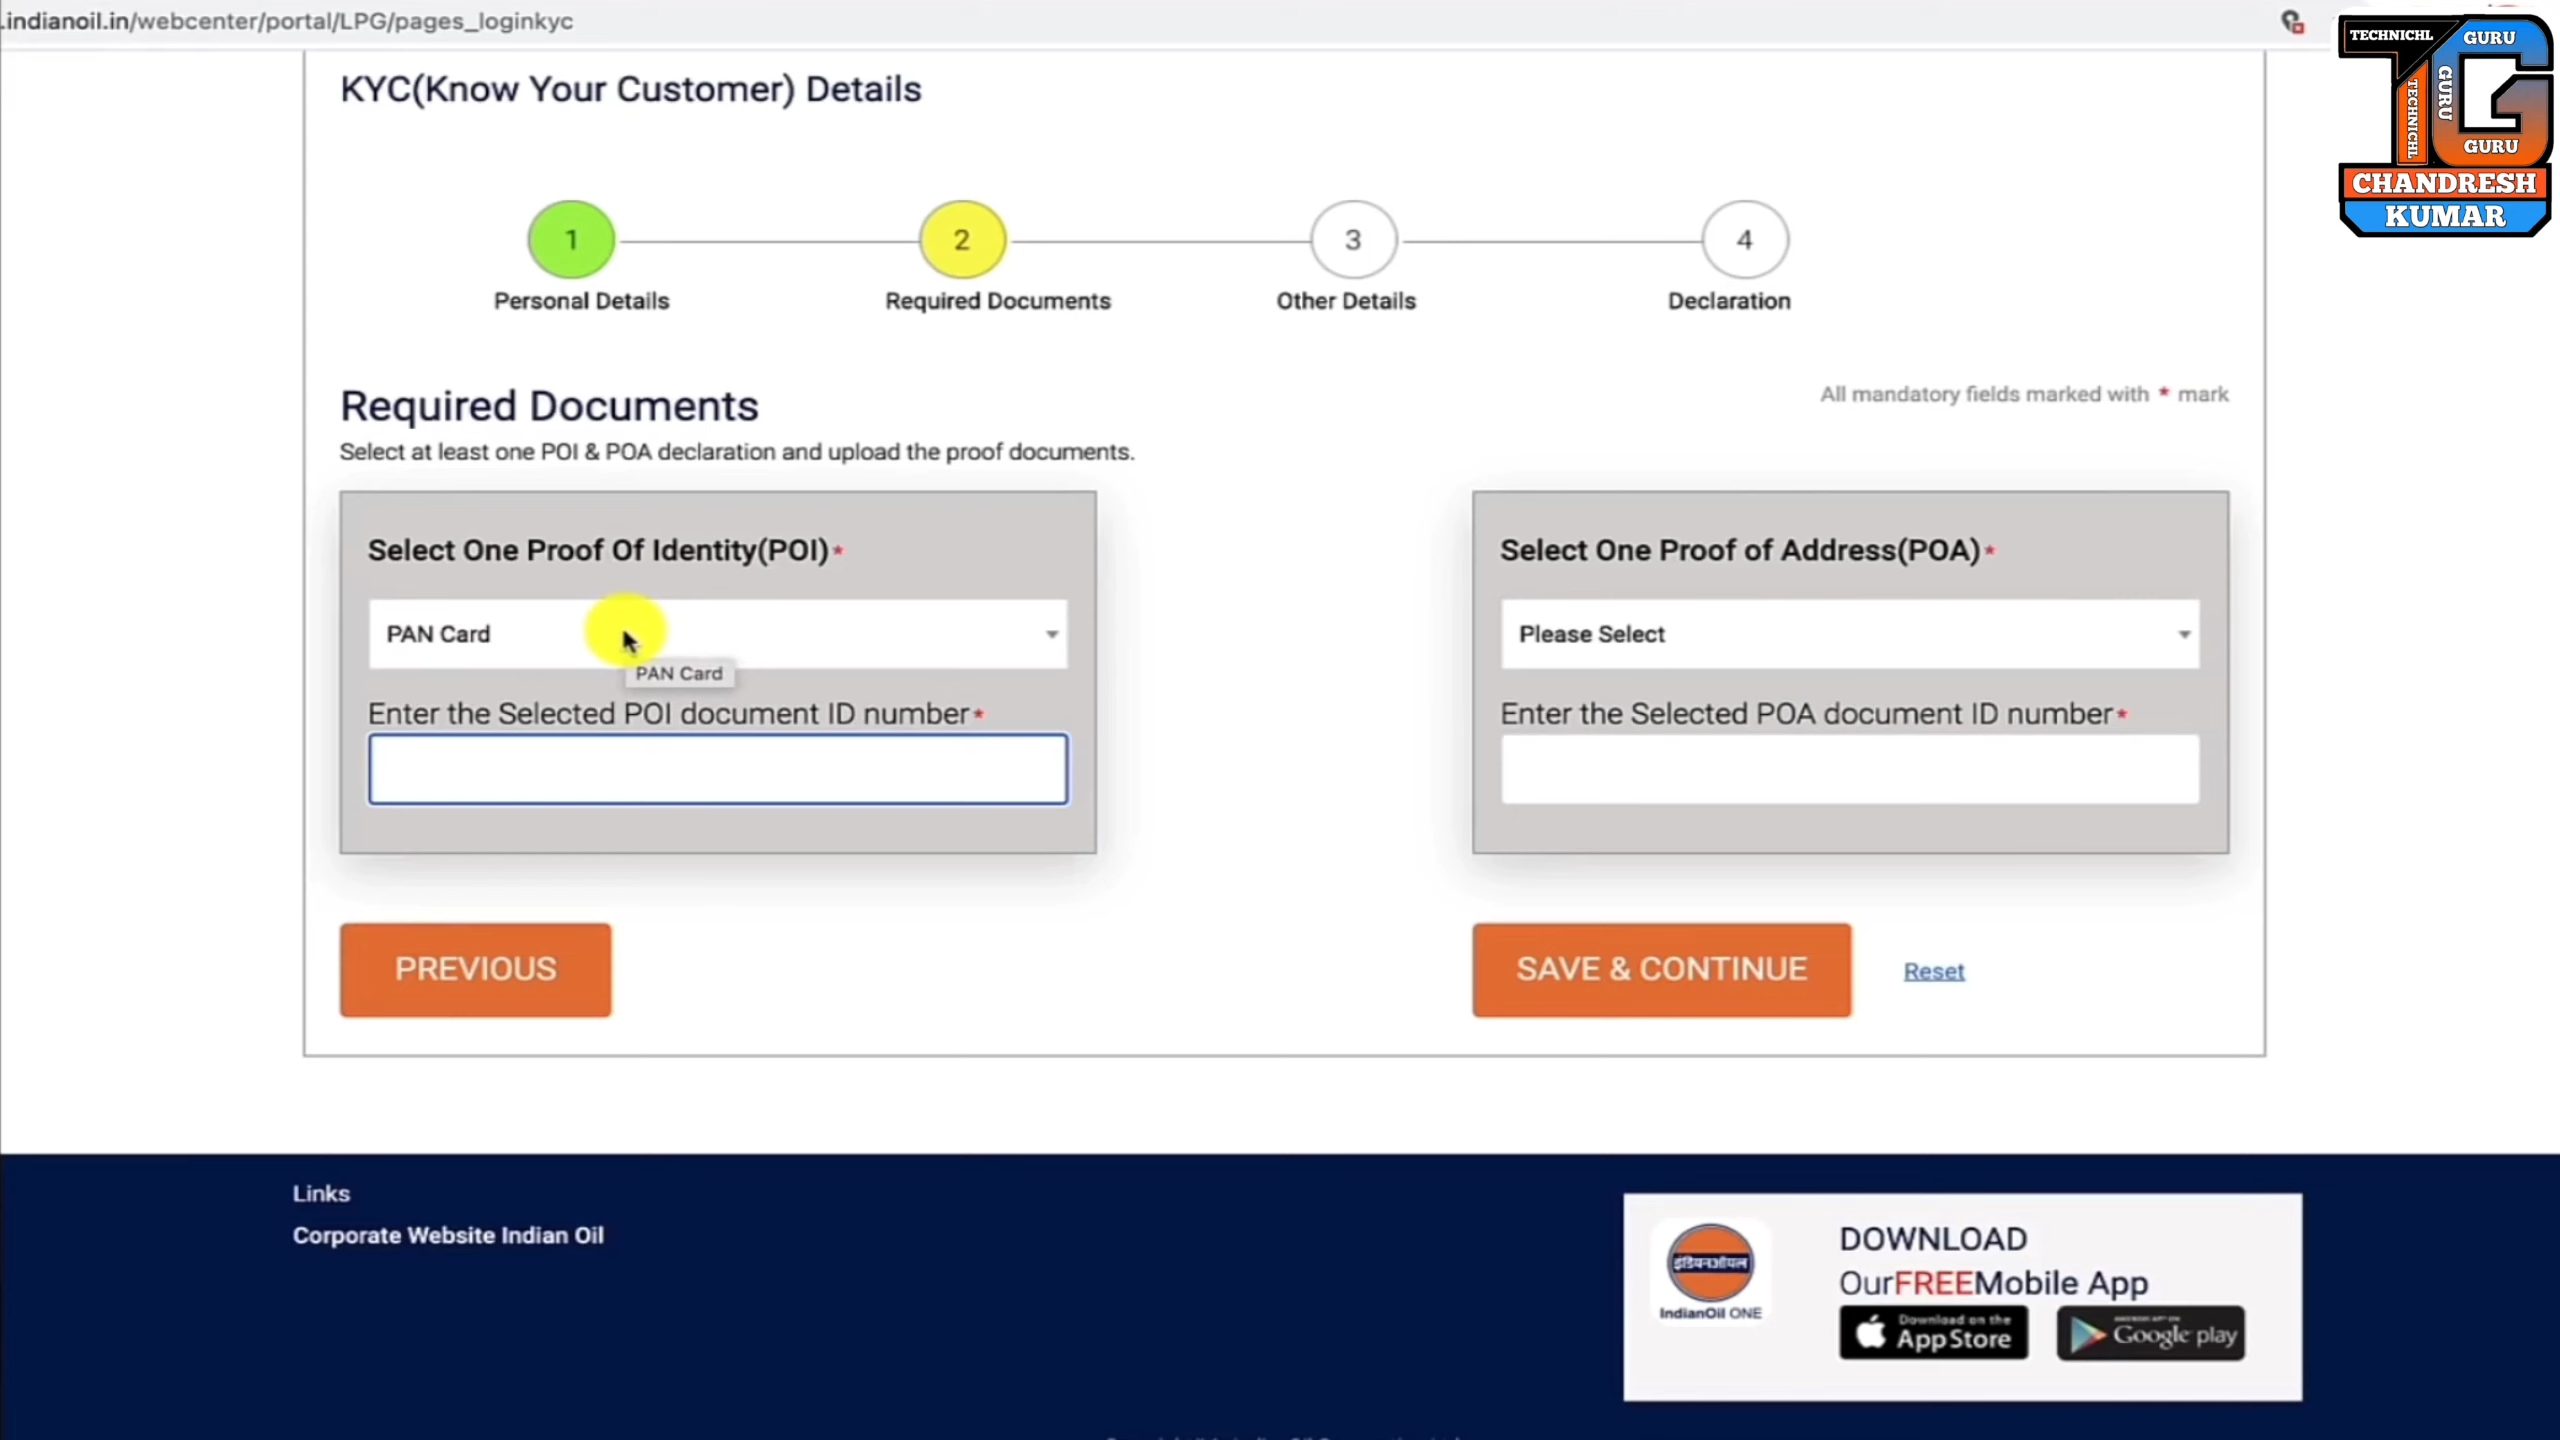 .indianoil.in/webcenter/portal/LPG/pages_loginkyc
TECHNICHL GURU
TECHNICHL
GURU
GURU
CHANDRESH
KUMAR
KYC(Know Your Customer) Details
1
2
3
4
Personal Details
Required Documents
Other Details
Declaration
Required Documents
All mandatory fields marked with * mark
Select at least one POI & POA declaration and upload the proof documents.
Select One Proof Of Identity(POI)*
PAN Card
PAN Card
Enter the Selected POI document ID number*
Select One Proof of Address(POA)*
Please Select
Enter the Selected POA document ID number*
PREVIOUS
SAVE & CONTINUE
Reset
Links
Corporate Website Indian Oil
इंडियनऑयल
IndianOil ONE
DOWNLOAD
OurFREEMobile App
Download on the
App Store
Google play